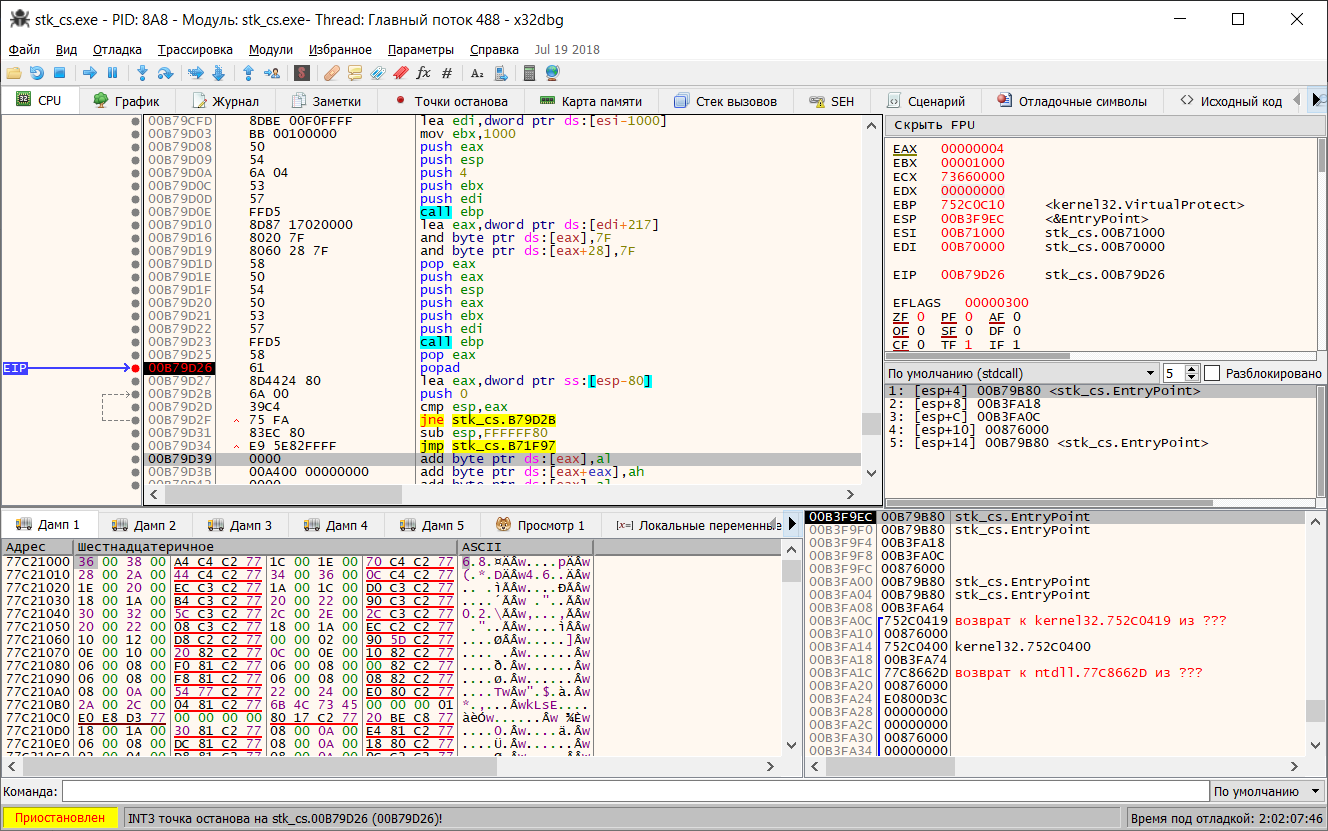 stk_cs.exe - PID: 8A8 - Модуль: stk_cs.exe- Thread: Главный поток 488 - x32dbg
Файл Вид Отладка Трассировка Модули Избранное Параметры Справка Jul 19 2018
CPU График Журнал Заметки Точки останова Карта памяти Стек вызовов SEH Сценарий Отладочные символы Исходный код
00B79CFD 8DBE 00F0FFFF lea edi,dword ptr ds:[esi-1000]
00B79D03 BB 00100000 mov ebx,1000
00B79D08 50 push eax
00B79D09 54 push esp
00B79D0A 6A 04 push 4
00B79D0C 53 push ebx
00B79D0D 57 push edi
00B79D0E FFD5 call ebp
00B79D10 8D87 17020000 lea eax,dword ptr ds:[edi+217]
00B79D16 8020 7F and byte ptr ds:[eax],7F
00B79D19 8060 28 7F and byte ptr ds:[eax+28],7F
00B79D1D 58 pop eax
00B79D1E 50 push eax
00B79D1F 54 push esp
00B79D20 50 push eax
00B79D21 53 push ebx
00B79D22 57 push edi
00B79D23 FFD5 call ebp
00B79D25 58 pop eax
EIP 00B79D26 61 popad
00B79D27 8D4424 80 lea eax,dword ptr ss:[esp-80]
00B79D2B 6A 00 push 0
00B79D2D 39C4 cmp esp,eax
00B79D2F 75 FA jne stk_cs.B79D2B
00B79D31 83EC 80 sub esp,FFFFFF80
00B79D34 E9 5E82FFFF jmp stk_cs.B71F97
00B79D39 0000 add byte ptr ds:[eax],al
00B79D3B 00A400 00000000 add byte ptr ds:[eax+eax],ah
Скрыть FPU
EAX 00000004
EBX 00001000
ECX 73660000
EDX 00000000
EBP 752C0C10 <kernel32.VirtualProtect>
ESP 00B3F9EC <&EntryPoint>
ESI 00B71000 stk_cs.00B71000
EDI 00B70000 stk_cs.00B70000
EIP 00B79D26 stk_cs.00B79D26
EFLAGS 00000300
ZF 0 PF 0 AF 0
OF 0 SF 0 DF 0
CF 0 TF 1 IF 1
По умолчанию (stdcall) 5 Разблокировано
1: [esp+4] 00B79B80 <stk_cs.EntryPoint>
2: [esp+8] 00B3FA18
3: [esp+C] 00B3FA0C
4: [esp+10] 00876000
5: [esp+14] 00B79B80 <stk_cs.EntryPoint>
Дамп 1 Дамп 2 Дамп 3 Дамп 4 Дамп 5 Просмотр 1 [x=] Локальные переменные
Адрес Шестнадцатеричное ASCII
77C21000 36 00 38 00 A4 C4 C2 77 1C 00 1E 00 70 C4 C2 77 6.8.¤ÄÂw....pÄÂw
77C21010 28 00 2A 00 44 C4 C2 77 34 00 36 00 0C C4 C2 77 (.*.DÄÂw4.6..ÄÂw
77C21020 1E 00 20 00 EC C3 C2 77 1A 00 1C 00 D0 C3 C2 77 .. .ìÃÂw....ÐÃÂw
77C21030 18 00 1A 00 B4 C3 C2 77 20 00 22 00 90 C3 C2 77 ....´ÃÂw ."..ÃÂw
77C21040 30 00 32 00 5C C3 C2 77 2C 00 2E 00 2C C3 C2 77 0.2.\ÃÂw,...,ÃÂw
77C21050 20 00 22 00 08 C3 C2 77 18 00 1A 00 EC C2 C2 77 ."..ÃÂw....ìÂÂw
77C21060 10 00 12 00 D8 C2 C2 77 00 00 02 00 90 5D C2 77 ....ØÂÂw.....]Âw
77C21070 0E 00 10 00 20 82 C2 77 0C 00 0E 00 10 82 C2 77 .... .Âw......Âw
77C21080 06 00 08 00 F0 81 C2 77 06 00 08 00 00 82 C2 77 ....ð.Âw......Âw
77C21090 06 00 08 00 F8 81 C2 77 06 00 08 00 08 82 C2 77 ....ø.Âw......Âw
77C210A0 08 00 0A 00 54 77 C2 77 22 00 24 00 E0 80 C2 77 ....TwÂw".$.à.Âw
77C210B0 2A 00 2C 00 04 81 C2 77 6B 4C 73 45 00 00 00 01 *.,...ÂwkLsE....
77C210C0 E0 E8 D3 77 00 00 00 00 80 17 C2 77 20 BE C8 77 àèÓw......Âw ¾Èw
77C210D0 18 00 1A 00 30 81 C2 77 08 00 0A 00 E4 81 C2 77 ....0.Âw....ä.Âw
77C210E0 06 00 08 00 DC 81 C2 77 08 00 0A 00 18 80 C2 77 ....Ü.Âw......Âw
00B3F9EC 00B79B80 stk_cs.EntryPoint
00B3F9F0 00B79B80 stk_cs.EntryPoint
00B3F9F4 00B3FA18
00B3F9F8 00B3FA0C
00B3F9FC 00876000
00B3FA00 00B79B80 stk_cs.EntryPoint
00B3FA04 00B79B80 stk_cs.EntryPoint
00B3FA08 00B3FA64
00B3FA0C 752C0419 возврат к kernel32.752C0419 из ???
00B3FA10 00876000
00B3FA14 752C0400 kernel32.752C0400
00B3FA18 00B3FA74
00B3FA1C 77C8662D возврат к ntdll.77C8662D из ???
00B3FA20 00876000
00B3FA24 E6800D3C
00B3FA28 00000000
00B3FA2C 00000000
00B3FA30 00876000
00B3FA34 00000000
Команда: По умолчанию
Приостановлен INT3 точка останова на stk_cs.00B79D26 (00B79D26)! Время под отладкой: 2:02:07:46